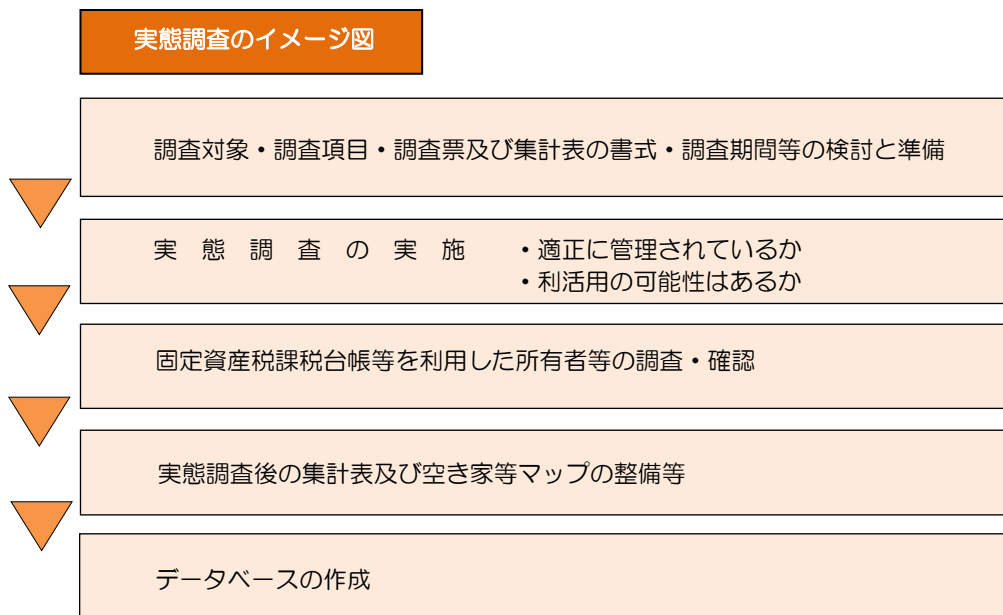 実態調査のイメージ図
調査対象・調査項目・調査票及び集計表の書式・調査期間等の検討と準備
実態調査の実施 ・適正に管理されているか
・利活用の可能性はあるか
固定資産税課税台帳等を利用した所有者等の調査・確認
実態調査後の集計表及び空き家等マップの整備等
データベースの作成